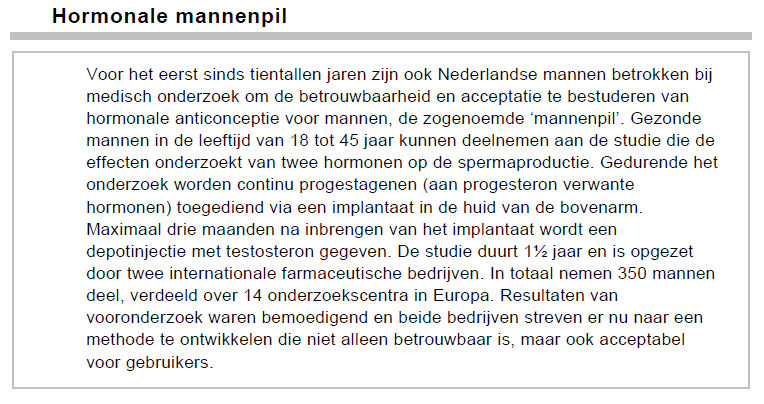 Hormonale mannenpil
Voor het eerst sinds tientallen jaren zijn ook Nederlandse mannen betrokken bij
medisch onderzoek om de betrouwbaarheid en acceptatie te bestuderen van
hormonale anticonceptie voor mannen, de zogenoemde ‘mannenpil’. Gezonde
mannen in de leeftijd van 18 tot 45 jaar kunnen deelnemen aan de studie die de
effecten onderzoekt van twee hormonen op de spermaproductie. Gedurende het
onderzoek worden continu progestagenen (aan progesteron verwante
hormonen) toegediend via een implantaat in de huid van de bovenarm.
Maximaal drie maanden na inbrengen van het implantaat wordt een
depotinjectie met testosteron gegeven. De studie duurt 1½ jaar en is opgezet
door twee internationale farmaceutische bedrijven. In totaal nemen 350 mannen
deel, verdeeld over 14 onderzoekscentra in Europa. Resultaten van
vooronderzoek waren bemoedigend en beide bedrijven streven er nu naar een
methode te ontwikkelen die niet alleen betrouwbaar is, maar ook acceptabel
voor gebruikers.